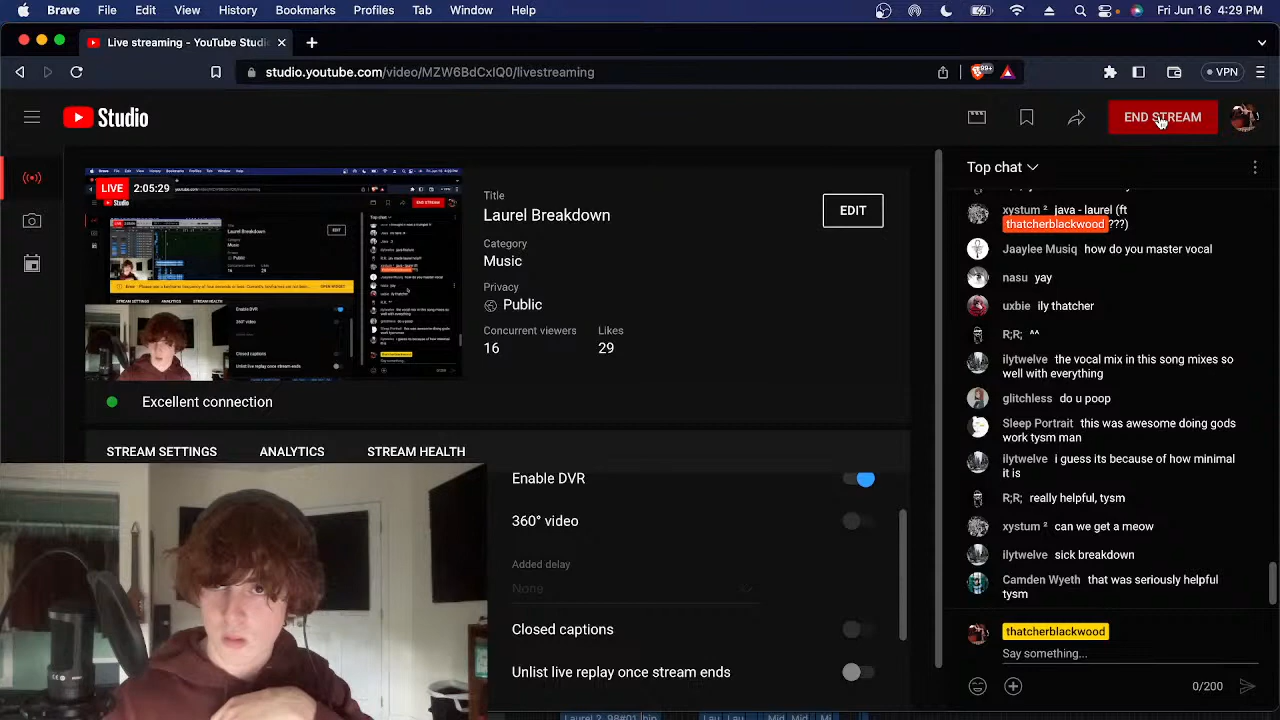 Brave File Edit View History Bookmarks Profiles Tab Window Help Fri Jun 16 4:29 PM
Live streaming - YouTube Studi
studio.youtube.com/video/MZW6BdCxIQ0/livestreaming 99+ VPN
Studio END STREAM
LIVE 2:05:29
Title
Laurel Breakdown
EDIT
Category
Music
Privacy
Public
Concurrent viewers Likes
16 29
Excellent connection
STREAM SETTINGS ANALYTICS STREAM HEALTH
Enable DVR
360° video
Added delay
None
Closed captions
Unlist live replay once stream ends
Top chat
xystum ² java - laurel (ft
thatcherblackwood ???)
Jaaylee Musiq how do you master vocal
nasu yay
uxbie ily thatcher
R;R; ^^
ilytwelve the vocal mix in this song mixes so
well with everything
glitchless do u poop
Sleep Portrait this was awesome doing gods
work tysm man
ilytwelve i guess its because of how minimal
it is
R;R; really helpful, tysm
xystum ² can we get a meow
ilytwelve sick breakdown
Camden Wyeth that was seriously helpful
tysm
thatcherblackwood
Say something...
0/200